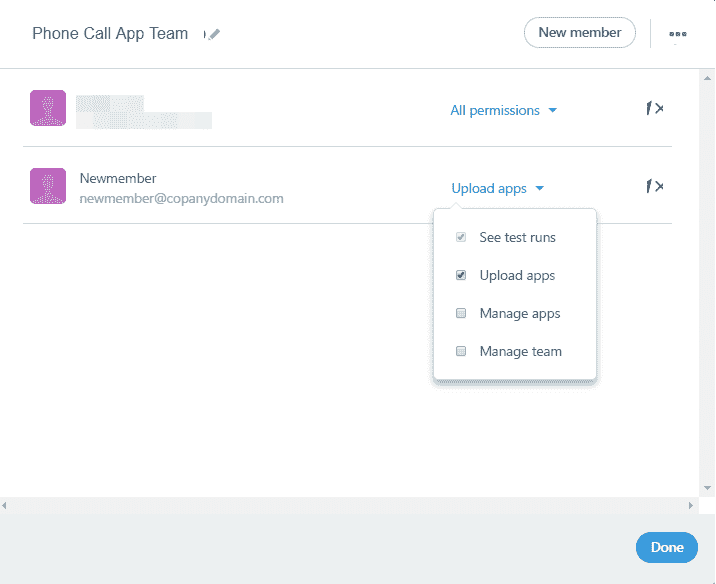 Phone Call App Team
New member
All permissions
Newmember
newmember@copanydomain.com
Upload apps
See test runs
Upload apps
Manage apps
Manage team
Done